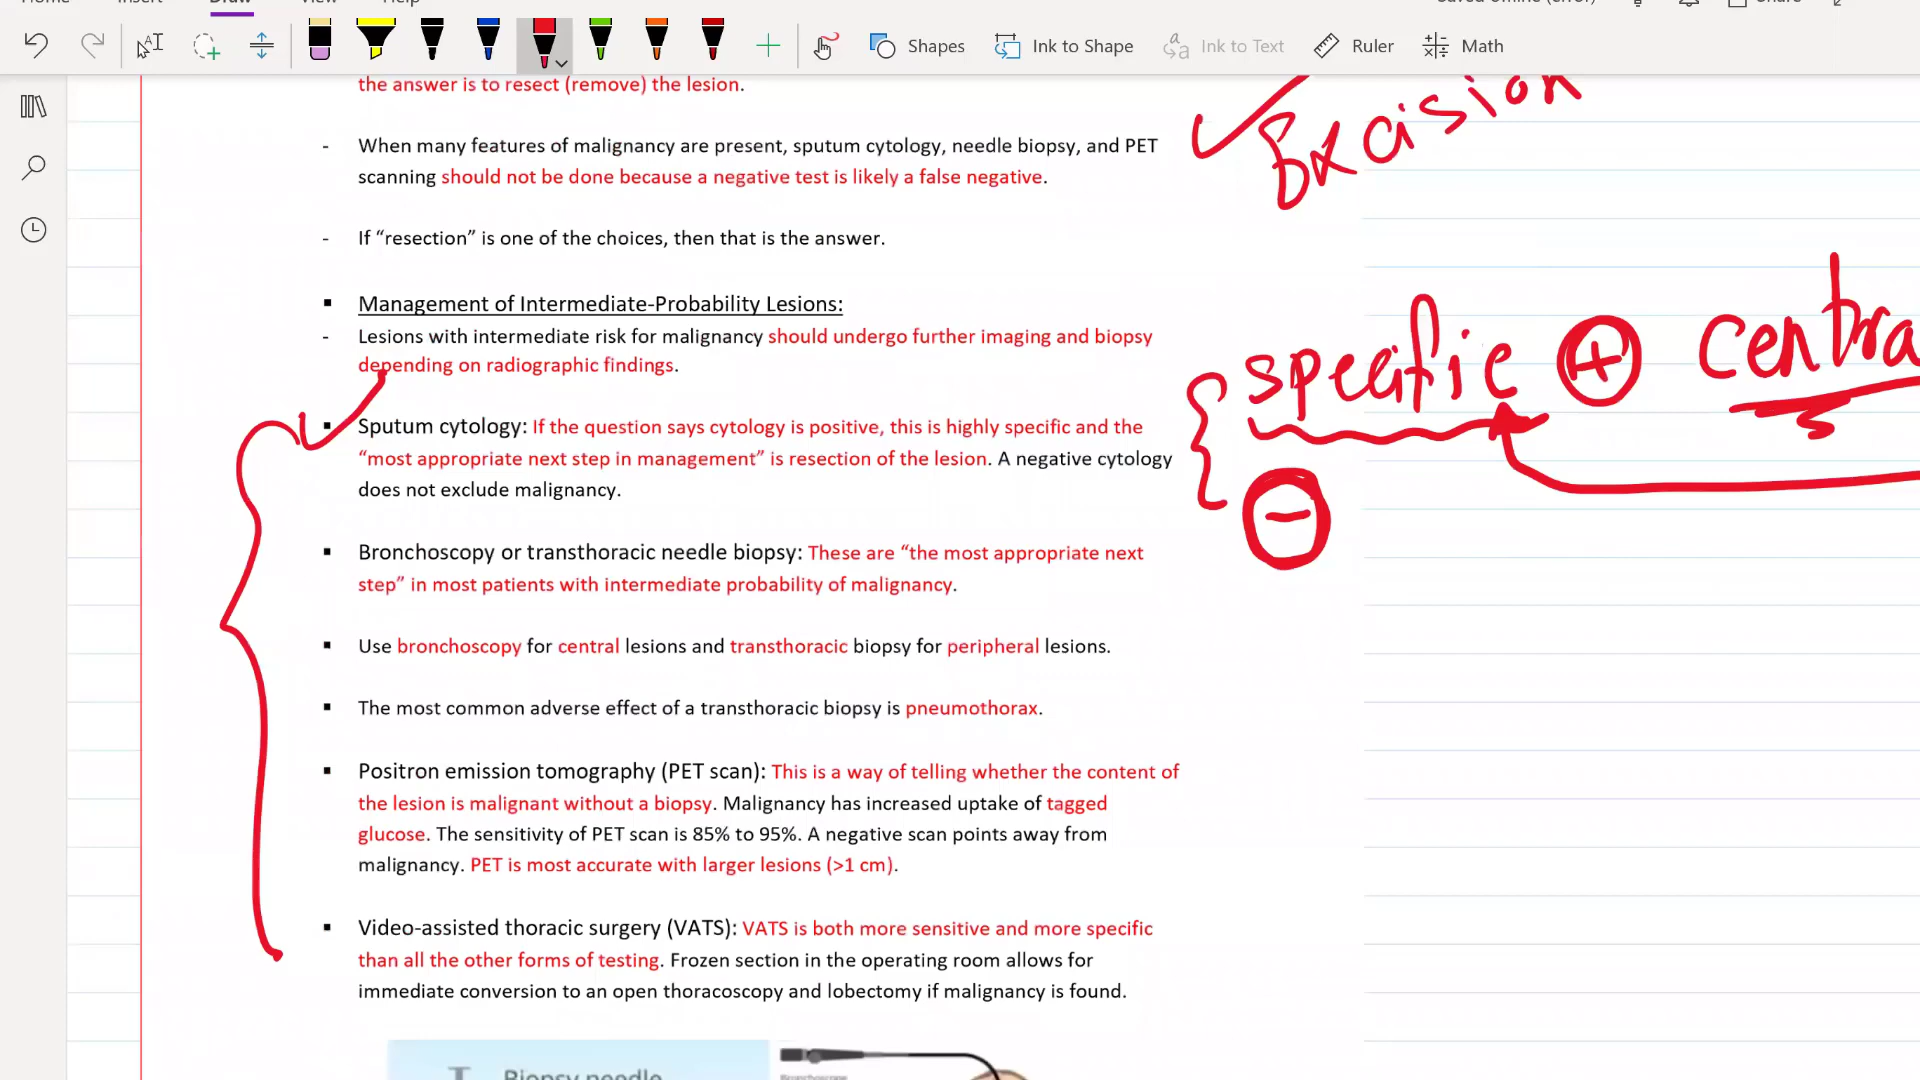 Home Insert Draw View Help Saved online (error) Share
Shapes Ink to Shape Ink to Text Ruler Math
the answer is to resect (remove) the lesion.
Excision
- When many features of malignancy are present, sputum cytology, needle biopsy, and PET
scanning should not be done because a negative test is likely a false negative.
- If “resection” is one of the choices, then that is the answer.
▪ Management of Intermediate-Probability Lesions:
- Lesions with intermediate risk for malignancy should undergo further imaging and biopsy
depending on radiographic findings.
specific + centra
▪ Sputum cytology: If the question says cytology is positive, this is highly specific and the
“most appropriate next step in management” is resection of the lesion. A negative cytology
does not exclude malignancy.
-
▪ Bronchoscopy or transthoracic needle biopsy: These are “the most appropriate next
step” in most patients with intermediate probability of malignancy.
▪ Use bronchoscopy for central lesions and transthoracic biopsy for peripheral lesions.
▪ The most common adverse effect of a transthoracic biopsy is pneumothorax.
▪ Positron emission tomography (PET scan): This is a way of telling whether the content of
the lesion is malignant without a biopsy. Malignancy has increased uptake of tagged
glucose. The sensitivity of PET scan is 85% to 95%. A negative scan points away from
malignancy. PET is most accurate with larger lesions (>1 cm).
▪ Video-assisted thoracic surgery (VATS): VATS is both more sensitive and more specific
than all the other forms of testing. Frozen section in the operating room allows for
immediate conversion to an open thoracoscopy and lobectomy if malignancy is found.
Biopsy needle
Bronchoscope